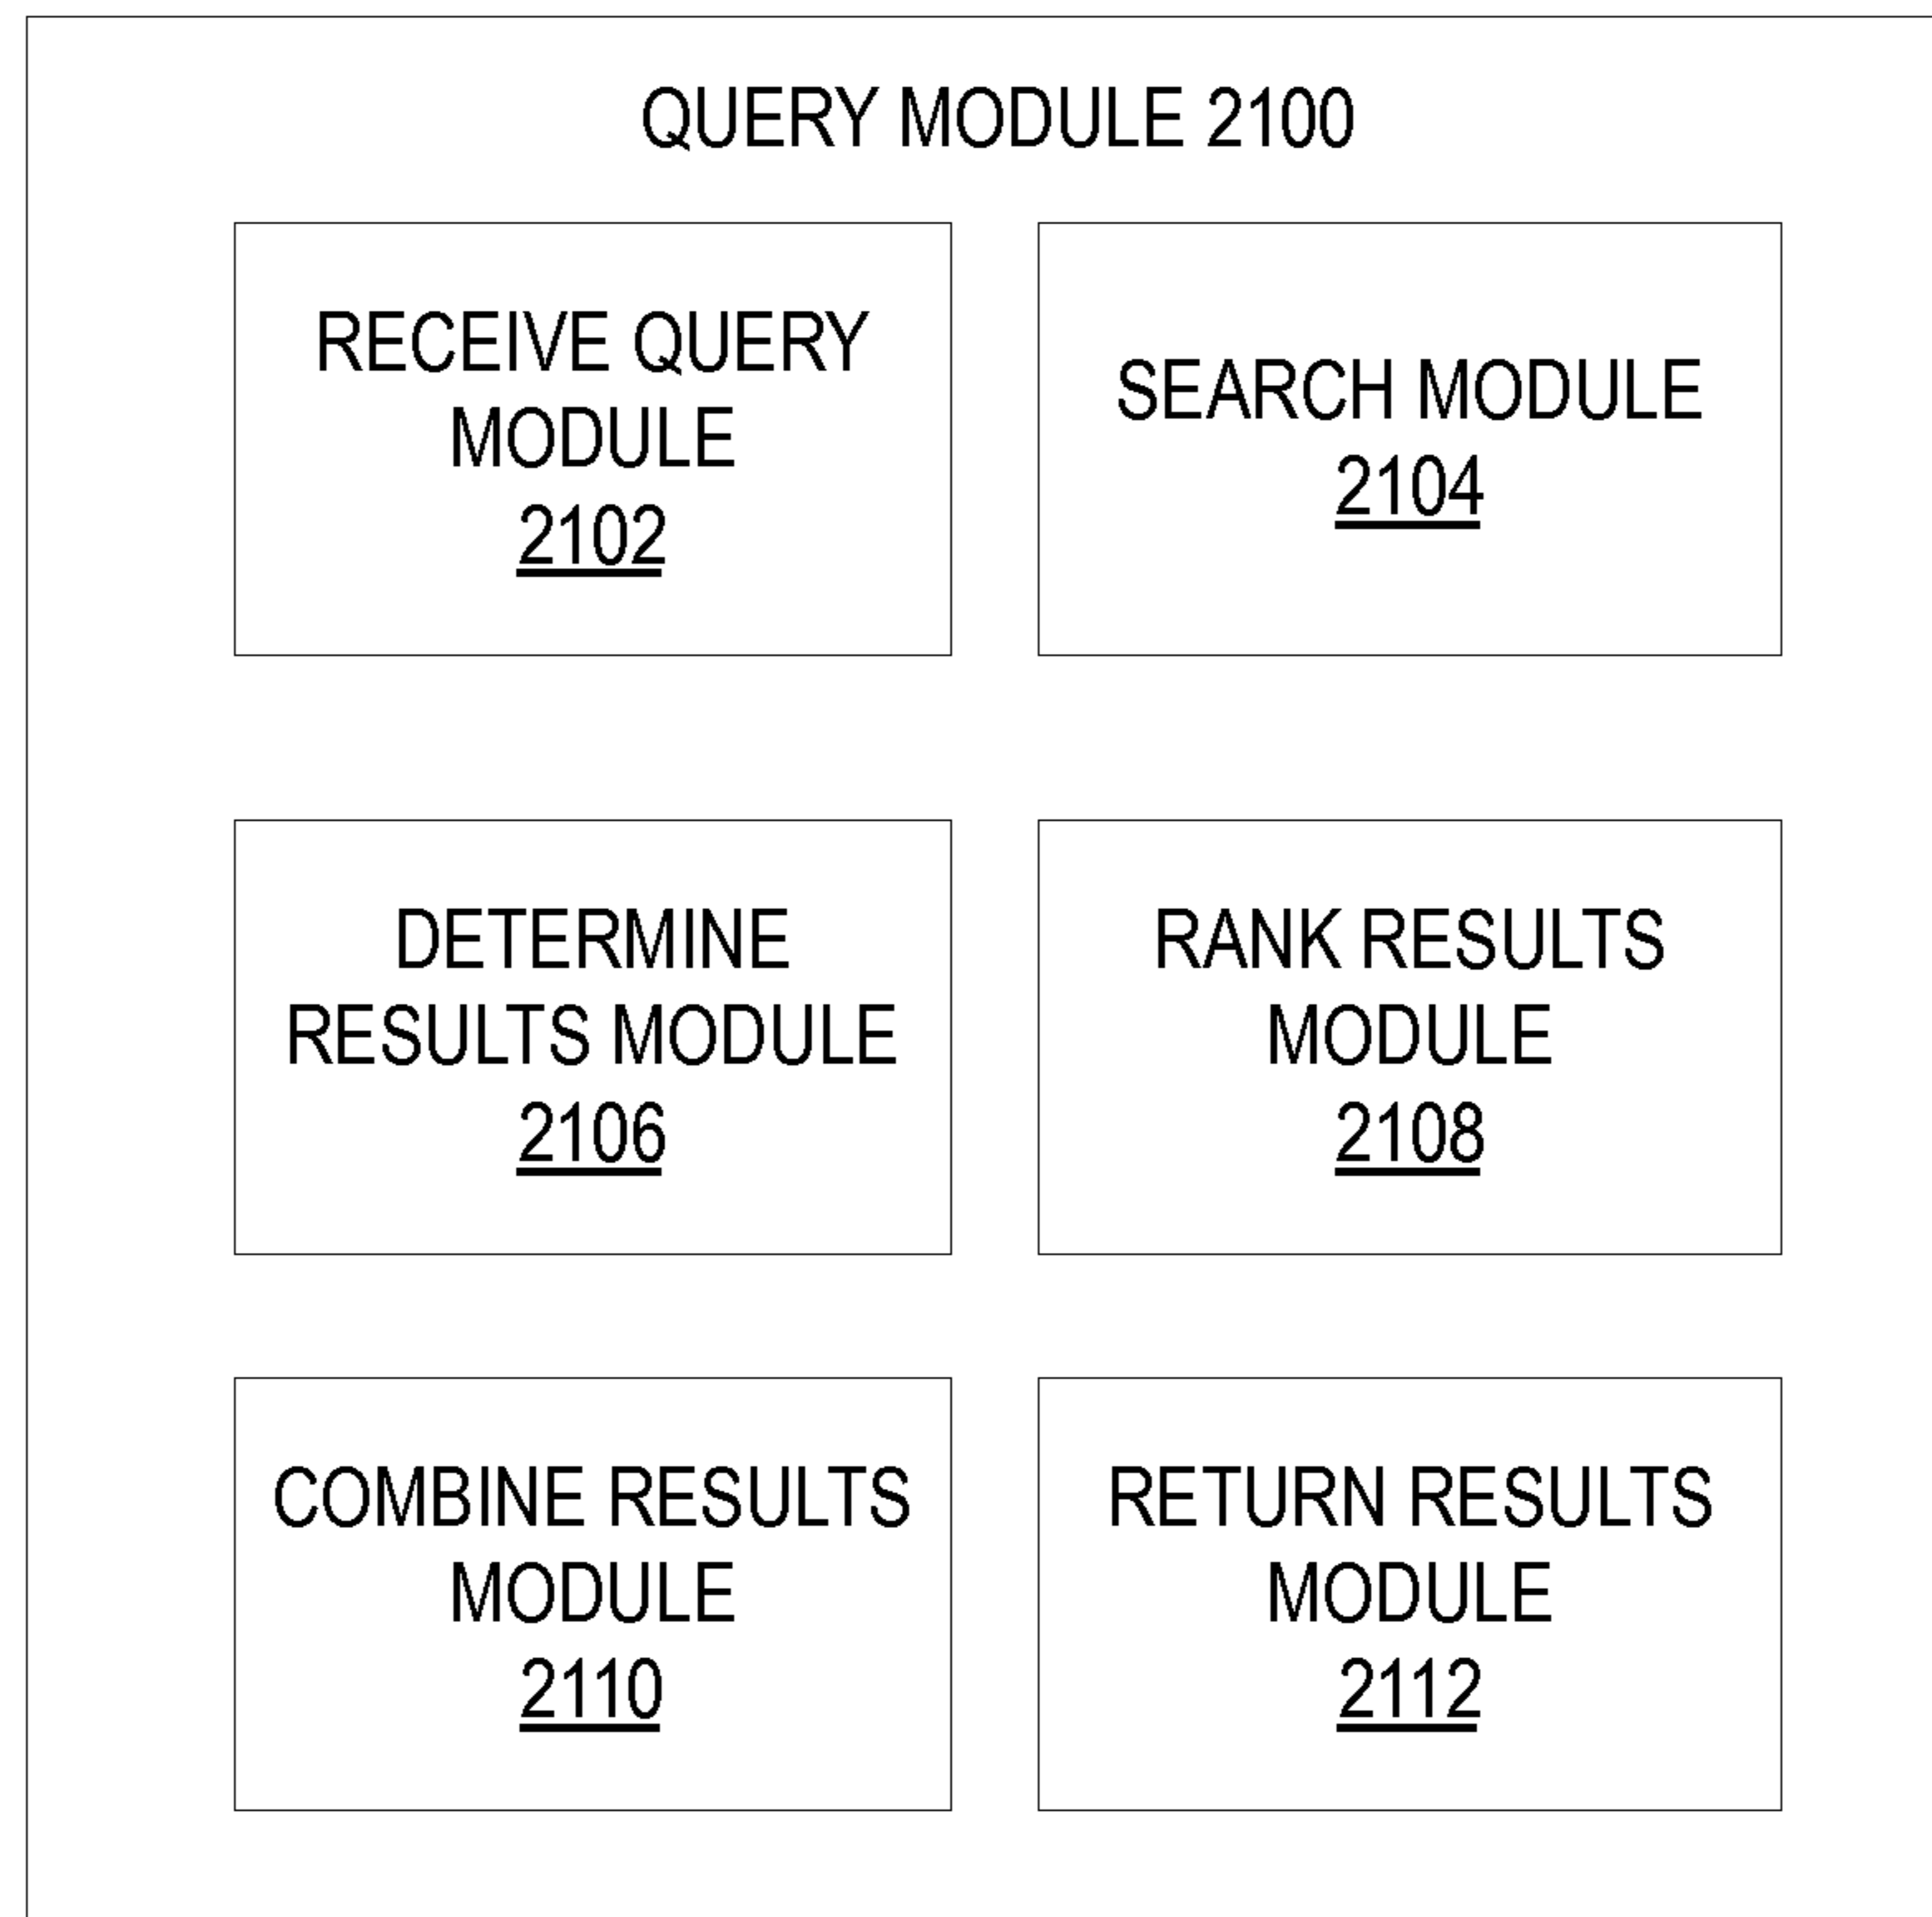 QUERY MODULE 2100
RECEIVE QUERY
MODULE
2102
SEARCH MODULE
2104
DETERMINE
RESULTS MODULE
2106
RANK RESULTS
MODULE
2108
COMBINE RESULTS
MODULE
2110
RETURN RESULTS
MODULE
2112